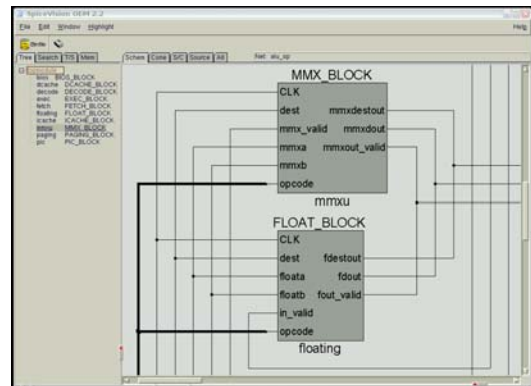 SpiceVision OEM 2.2
File Edit Window Highlight Help
Tree Search T/S Mem
Schem Cone S/C Source All Net: alu_op
bios BIOS_BLOCK
dcache DCACHE_BLOCK
decode DECODE_BLOCK
exec EXEC_BLOCK
fetch FETCH_BLOCK
floating FLOAT_BLOCK
icache ICACHE_BLOCK
mmxu MMX_BLOCK
paging PAGING_BLOCK
pic PIC_BLOCK
MMX_BLOCK
CLK
dest mmxdestout
mmx_valid mmxdout
mmxa mmxout_valid
mmxb
opcode
mmxu
FLOAT_BLOCK
CLK
dest fdestout
floata fdout
floatb fout_valid
in_valid
opcode
floating